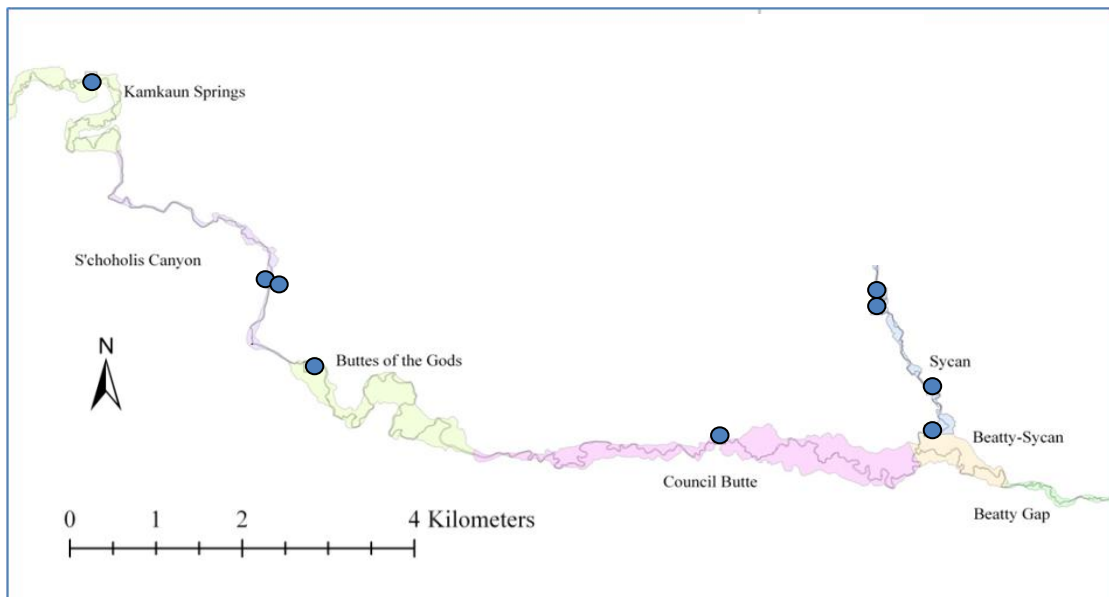 Kamkaun Springs
S'choholis Canyon
N
Buttes of the Gods
Sycan
Beatty-Sycan
Council Butte
Beatty Gap
0 1 2 4 Kilometers